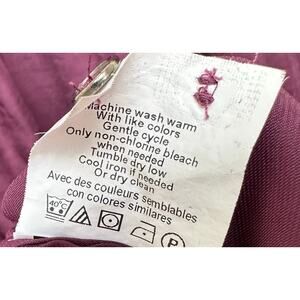 Machine wash warm
With like colors
Gentle cycle
Only non-chlorine bleach
when needed
Tumble dry low
Cool iron if needed
Or dry clean
Avec des couleurs semblables
con colores similares
40°C
P